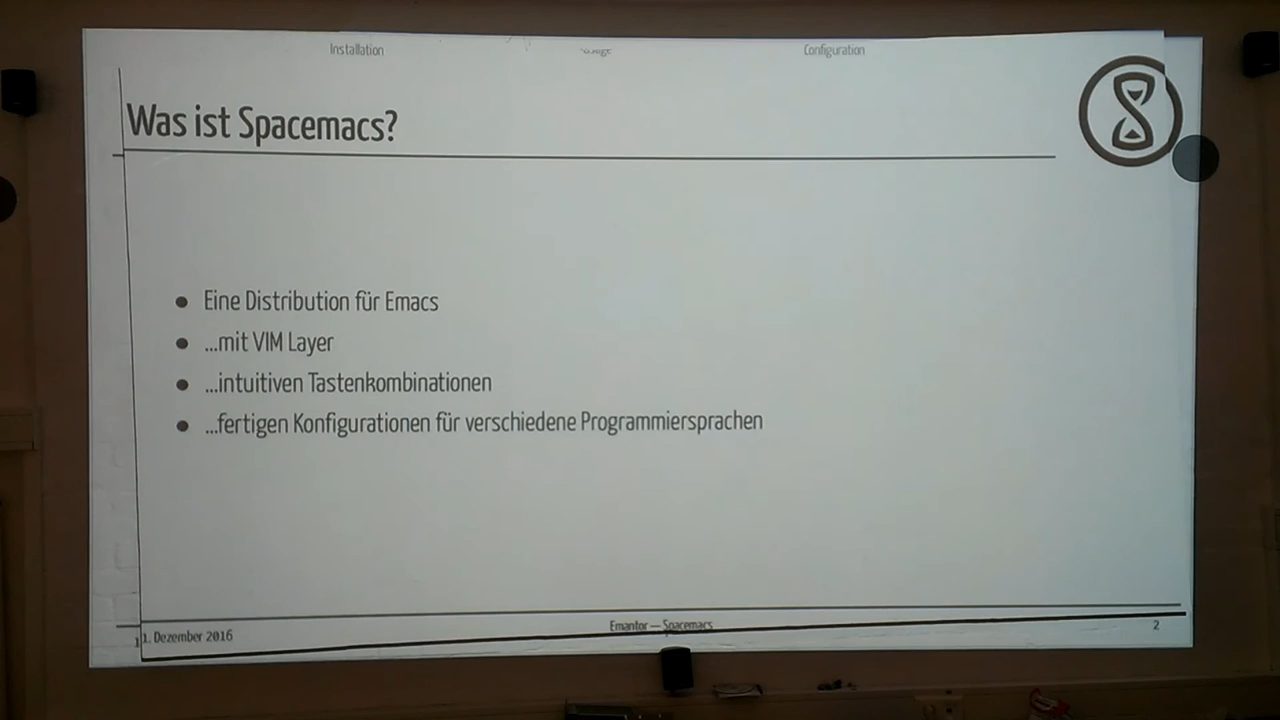 Installation
Configuration
Was ist Spacemacs?
Eine Distribution für Emacs
...mit VIM Layer
...intuitiven Tastenkombinationen
...fertigen Konfigurationen für verschiedene Programmiersprachen
1. Dezember 2016
Emantor — Spacemacs
2